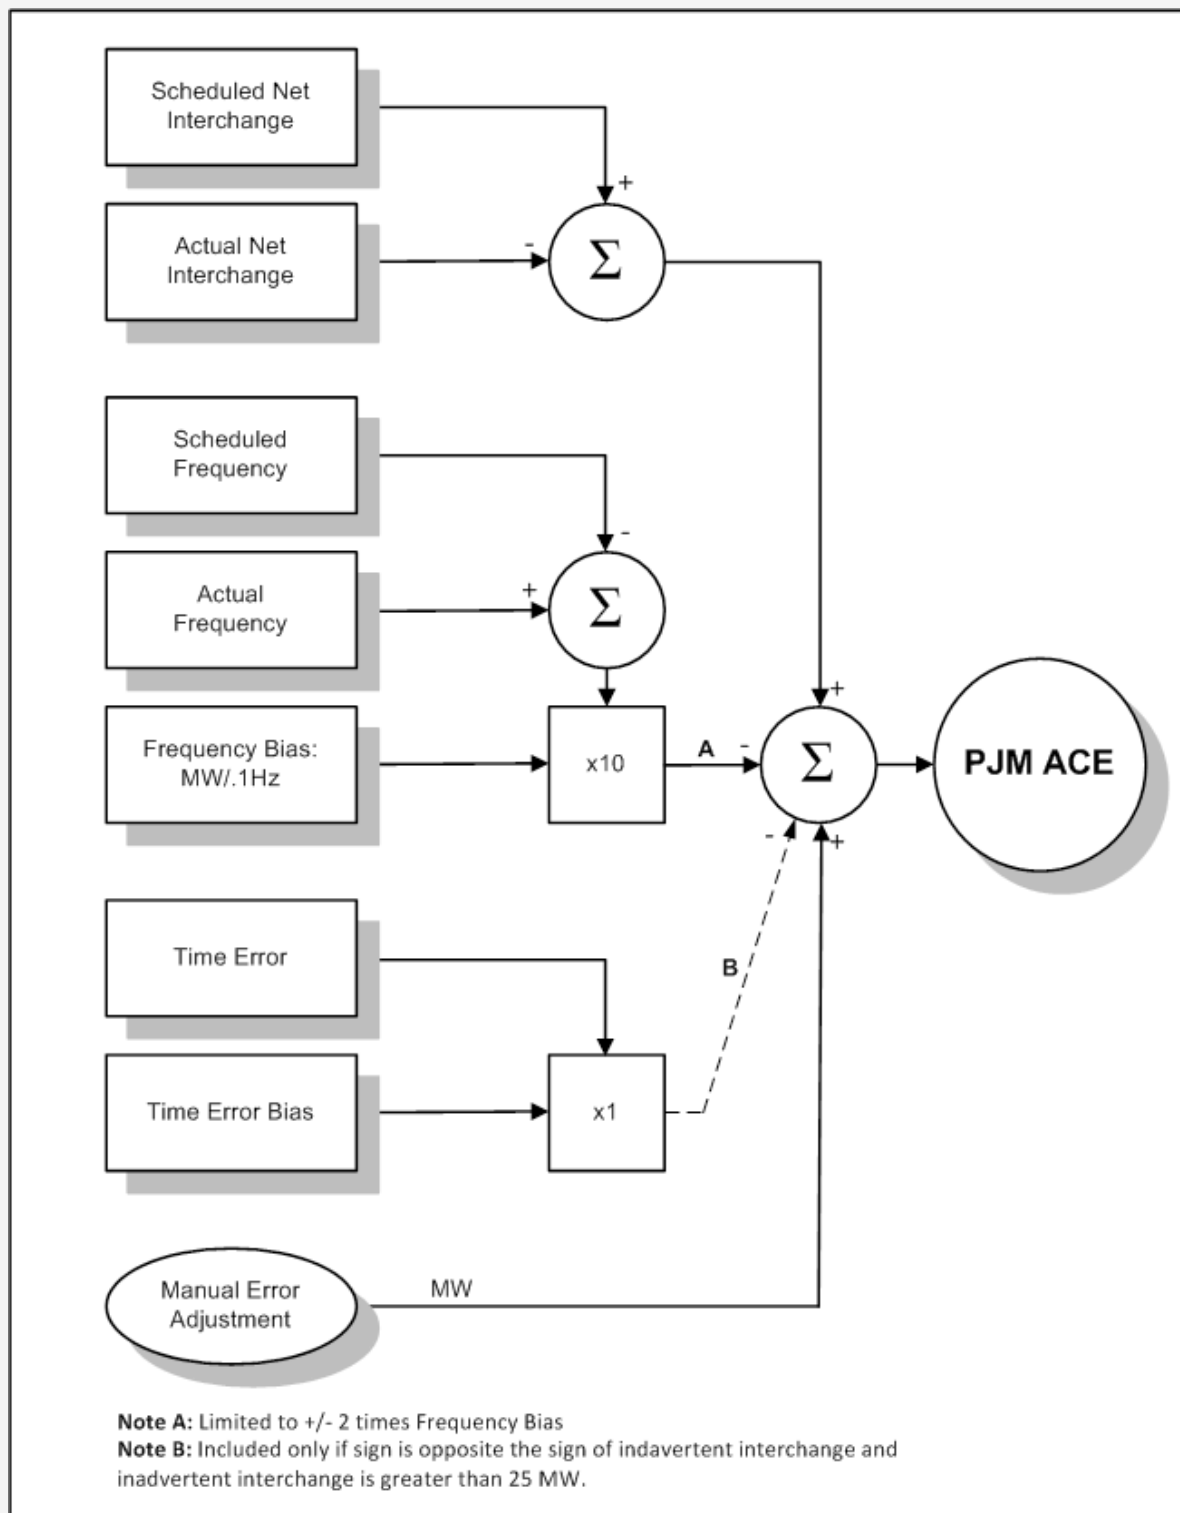 Scheduled Net
Interchange
+
Actual Net
Interchange
-
Σ
Scheduled
Frequency
-
Actual
Frequency
+
Σ
Frequency Bias:
MW/.1Hz
x10
A
-
+
Σ
PJM ACE
-
+
Time Error
B
Time Error Bias
x1
Manual Error
Adjustment
MW
Note A: Limited to +/- 2 times Frequency Bias
Note B: Included only if sign is opposite the sign of indavertent interchange and
inadvertent interchange is greater than 25 MW.